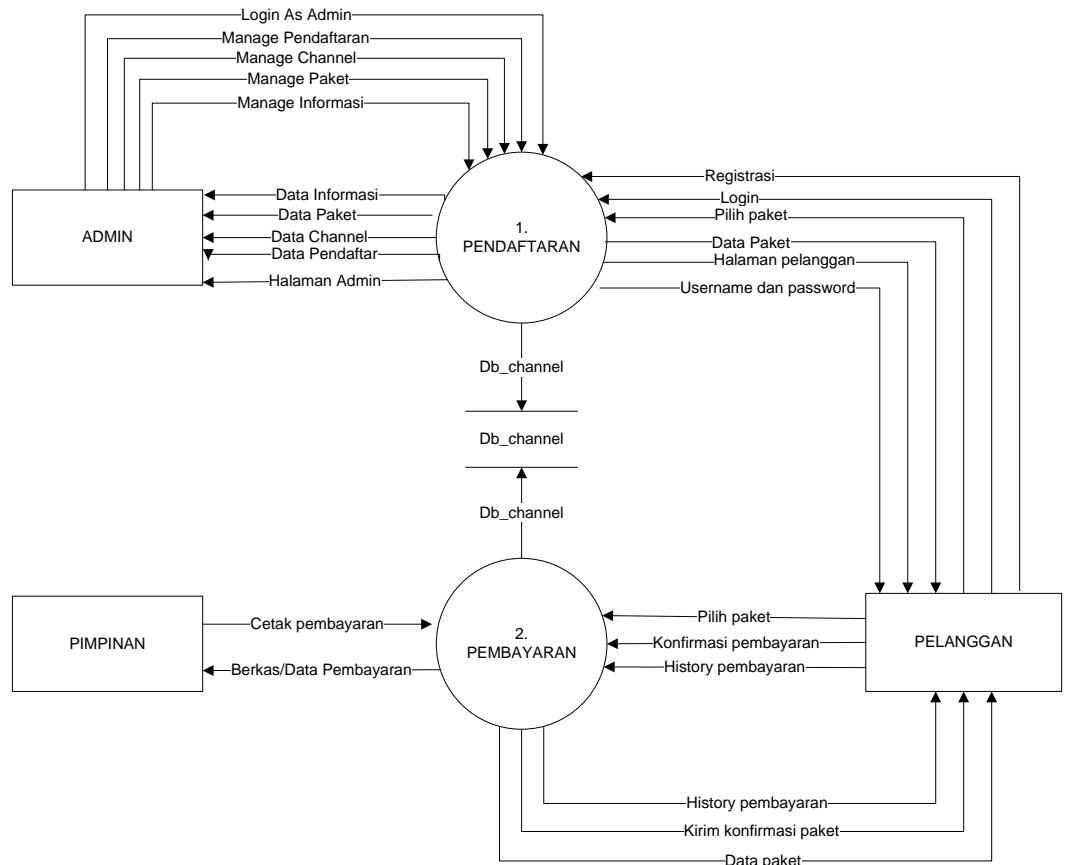 Login As Admin
Manage Pendaftaran
Manage Channel
Manage Paket
Manage Informasi
Data Informasi
Data Paket
Data Channel
Data Pendaftar
Halaman Admin
ADMIN
1.
PENDAFTARAN
Registrasi
Login
Pilih paket
Data Paket
Halaman pelanggan
Username dan password
Db_channel
Db_channel
Db_channel
PIMPINAN
Cetak pembayaran
Berkas/Data Pembayaran
2.
PEMBAYARAN
Pilih paket
Konfirmasi pembayaran
History pembayaran
PELANGGAN
History pembayaran
Kirim konfirmasi paket
Data paket